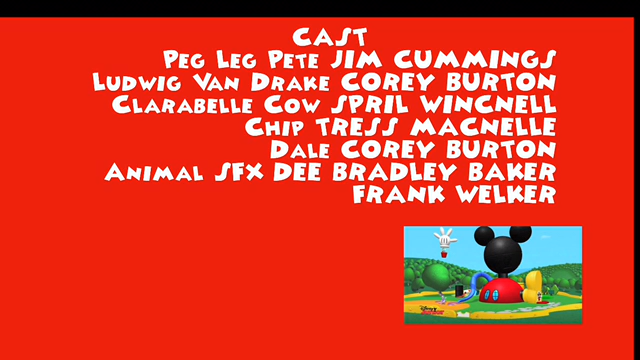 CAST
PEG LEG PETE JIM CUMMINGS
LUDWIG VAN DRAKE COREY BURTON
CLARABELLE COW SPRIL WINCNELL
CHIP TRESS MACNELLE
DALE COREY BURTON
ANIMAL SFX DEE BRADLEY BAKER
FRANK WELKER